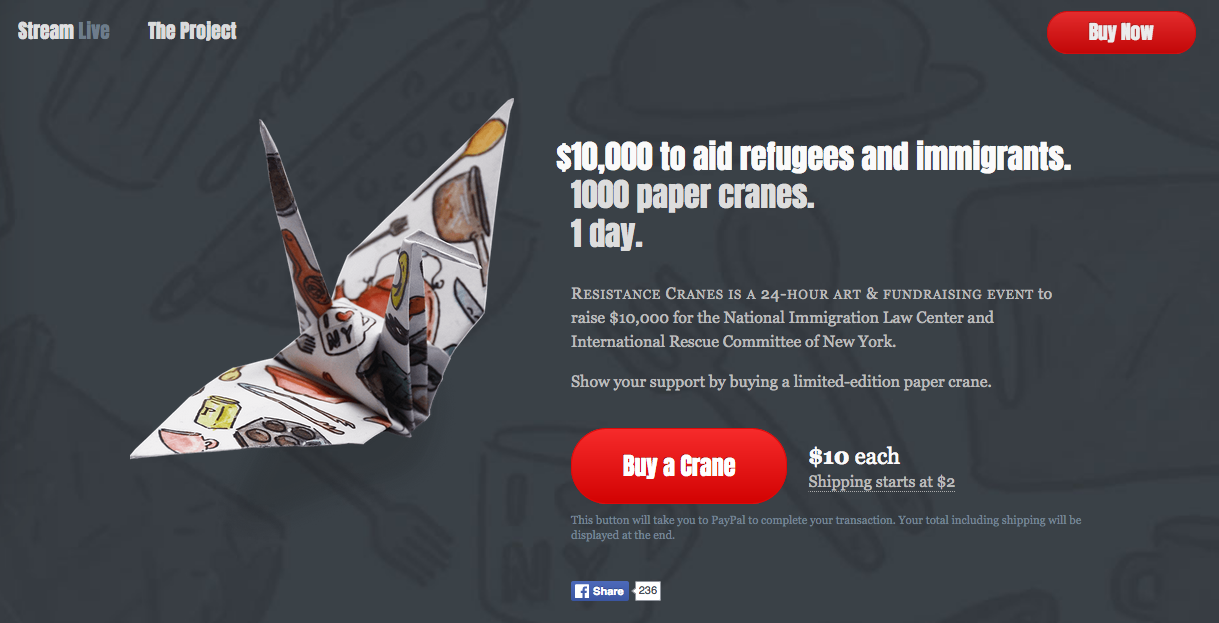 Stream Live
The Project
Buy Now
$10,000 to aid refugees and immigrants.
1000 paper cranes.
1 day.
Resistance Cranes is a 24-hour art & fundraising event to
raise $10,000 for the National Immigration Law Center and
International Rescue Committee of New York.
Show your support by buying a limited-edition paper crane.
Buy a Crane
$10 each
Shipping starts at $2
This button will take you to PayPal to complete your transaction. Your total including shipping will be
displayed at the end.
Share
236
I ♥
NY
I
NY